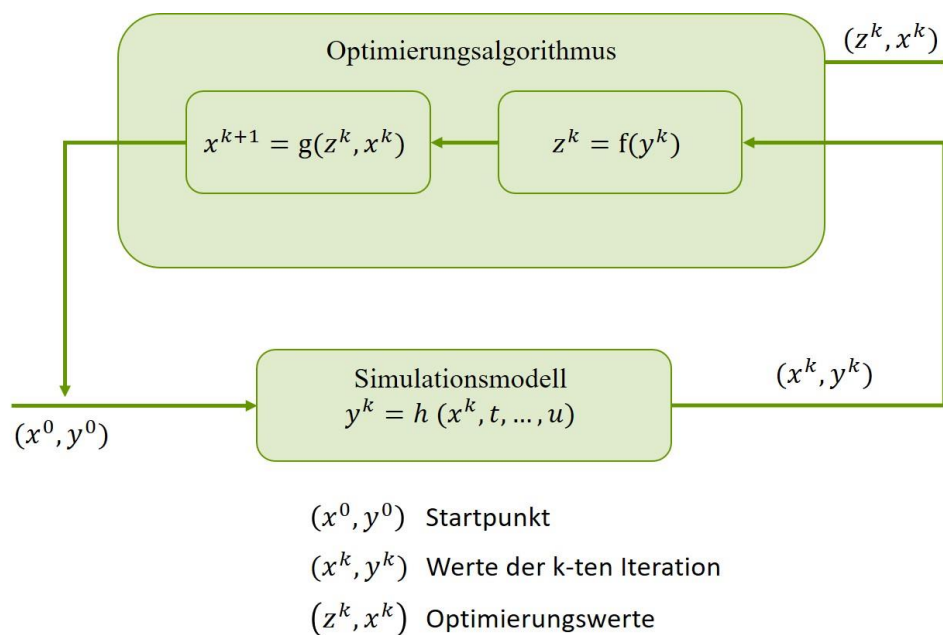 Optimierungsalgorithmus
(z^k, x^k)
x^{k+1} = g(z^k, x^k)
z^k = f(y^k)
Simulationsmodell
y^k = h (x^k, t, ..., u)
(x^k, y^k)
(x^0, y^0)
(x^0, y^0) Startpunkt
(x^k, y^k) Werte der k-ten Iteration
(z^k, x^k) Optimierungswerte